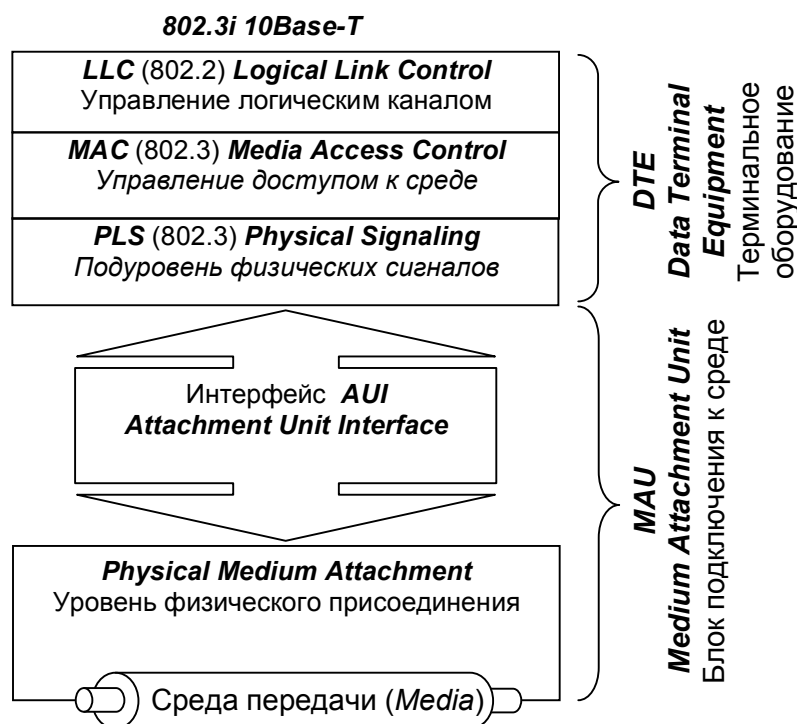 802.3i 10Base-T
LLC (802.2) Logical Link Control
Управление логическим каналом
MAC (802.3) Media Access Control
Управление доступом к среде
PLS (802.3) Physical Signaling
Подуровень физических сигналов
DTE
Data Terminal
Equipment
Терминальное
оборудование
Интерфейс AUI
Attachment Unit Interface
Physical Medium Attachment
Уровень физического присоединения
Среда передачи (Media)
MAU
Medium Attachment Unit
Блок подключения к среде